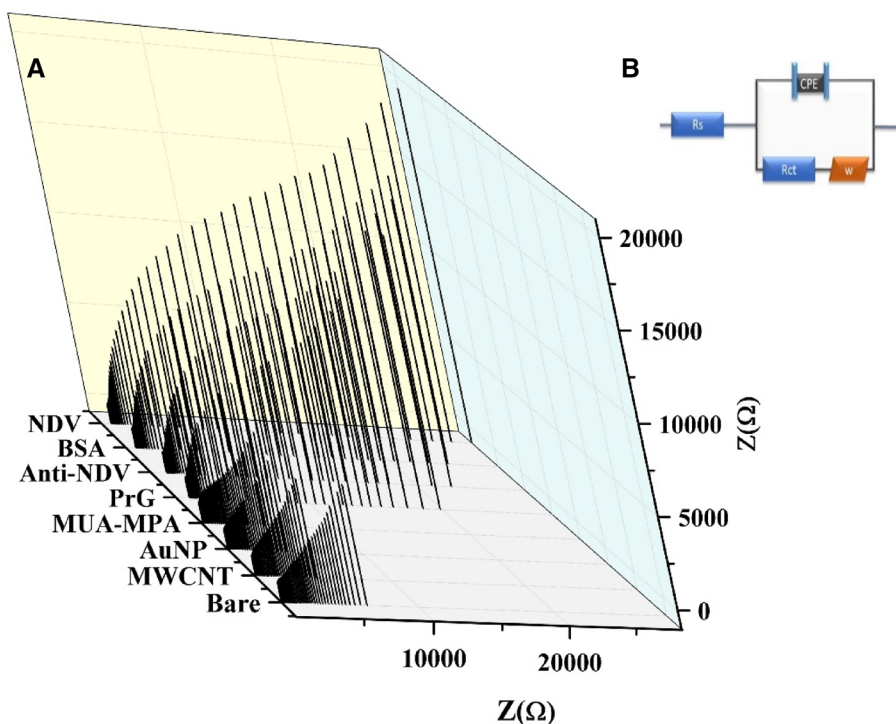 A
B
CPE
Rs
Rct
w
20000
15000
10000
5000
0
Z(Ω)
NDV
BSA
Anti-NDV
PrG
MUA-MPA
AuNP
MWCNT
Bare
10000
20000
Z(Ω)